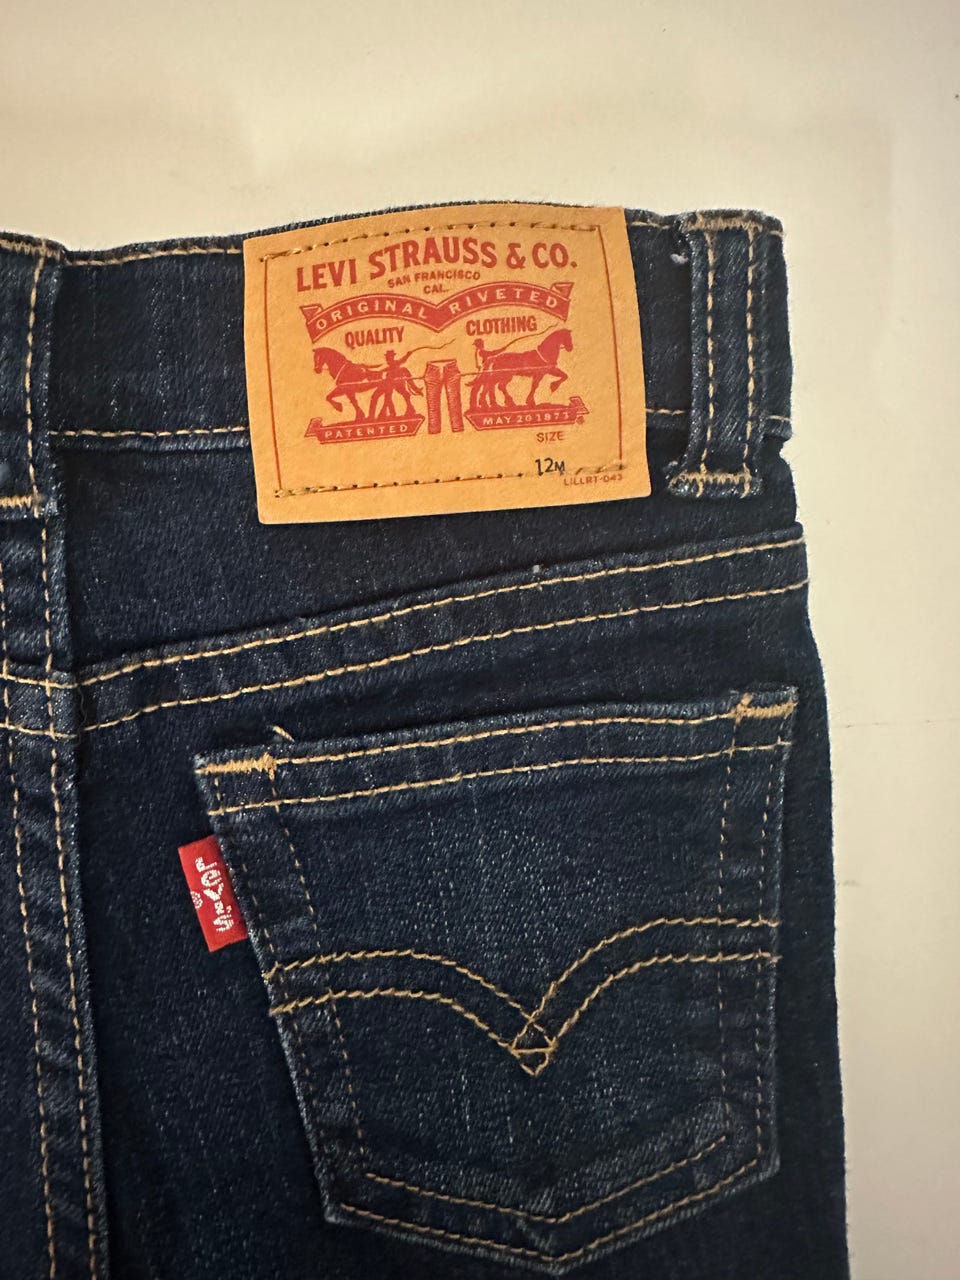 LEVI STRAUSS & CO.
SAN FRANCISCO
CAL.
ORIGINAL RIVETED
QUALITY CLOTHING
PATENTED MAY 20 1873
SIZE
12M
LILLRT-043
LEVI'S
®